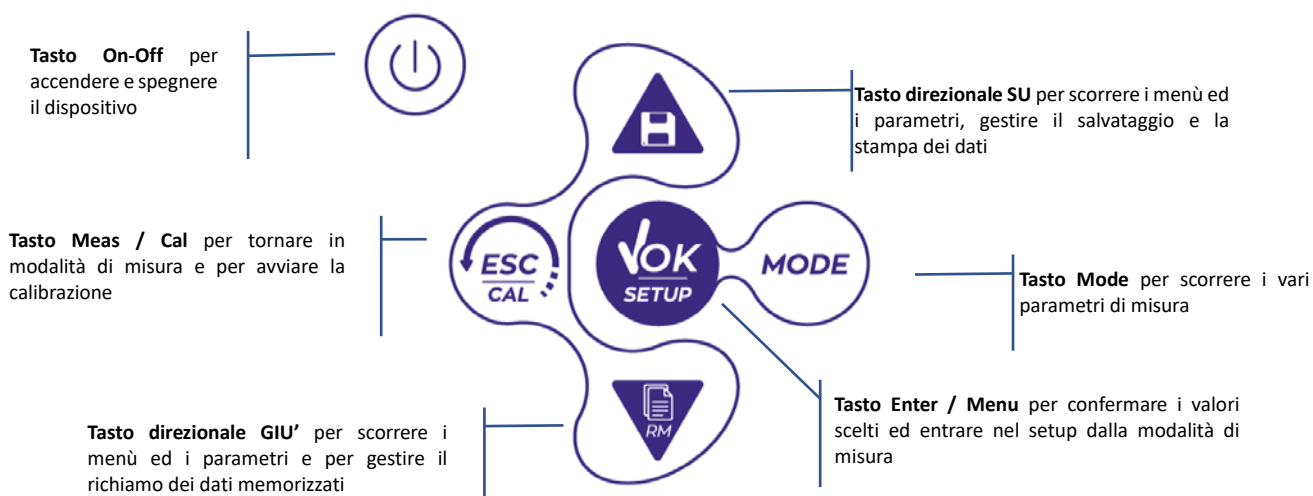 Tasto On-Off per
accendere e spegnere
il dispositivo
Tasto direzionale SU per scorrere i menù ed
i parametri, gestire il salvataggio e la
stampa dei dati
Tasto Meas / Cal per tornare in
modalità di misura e per avviare la
calibrazione
ESC
CAL
OK
SETUP
MODE
Tasto Mode per scorrere i vari
parametri di misura
RM
Tasto direzionale GIU’ per scorrere i
menù ed i parametri e per gestire il
richiamo dei dati memorizzati
Tasto Enter / Menu per confermare i valori
scelti ed entrare nel setup dalla modalità di
misura